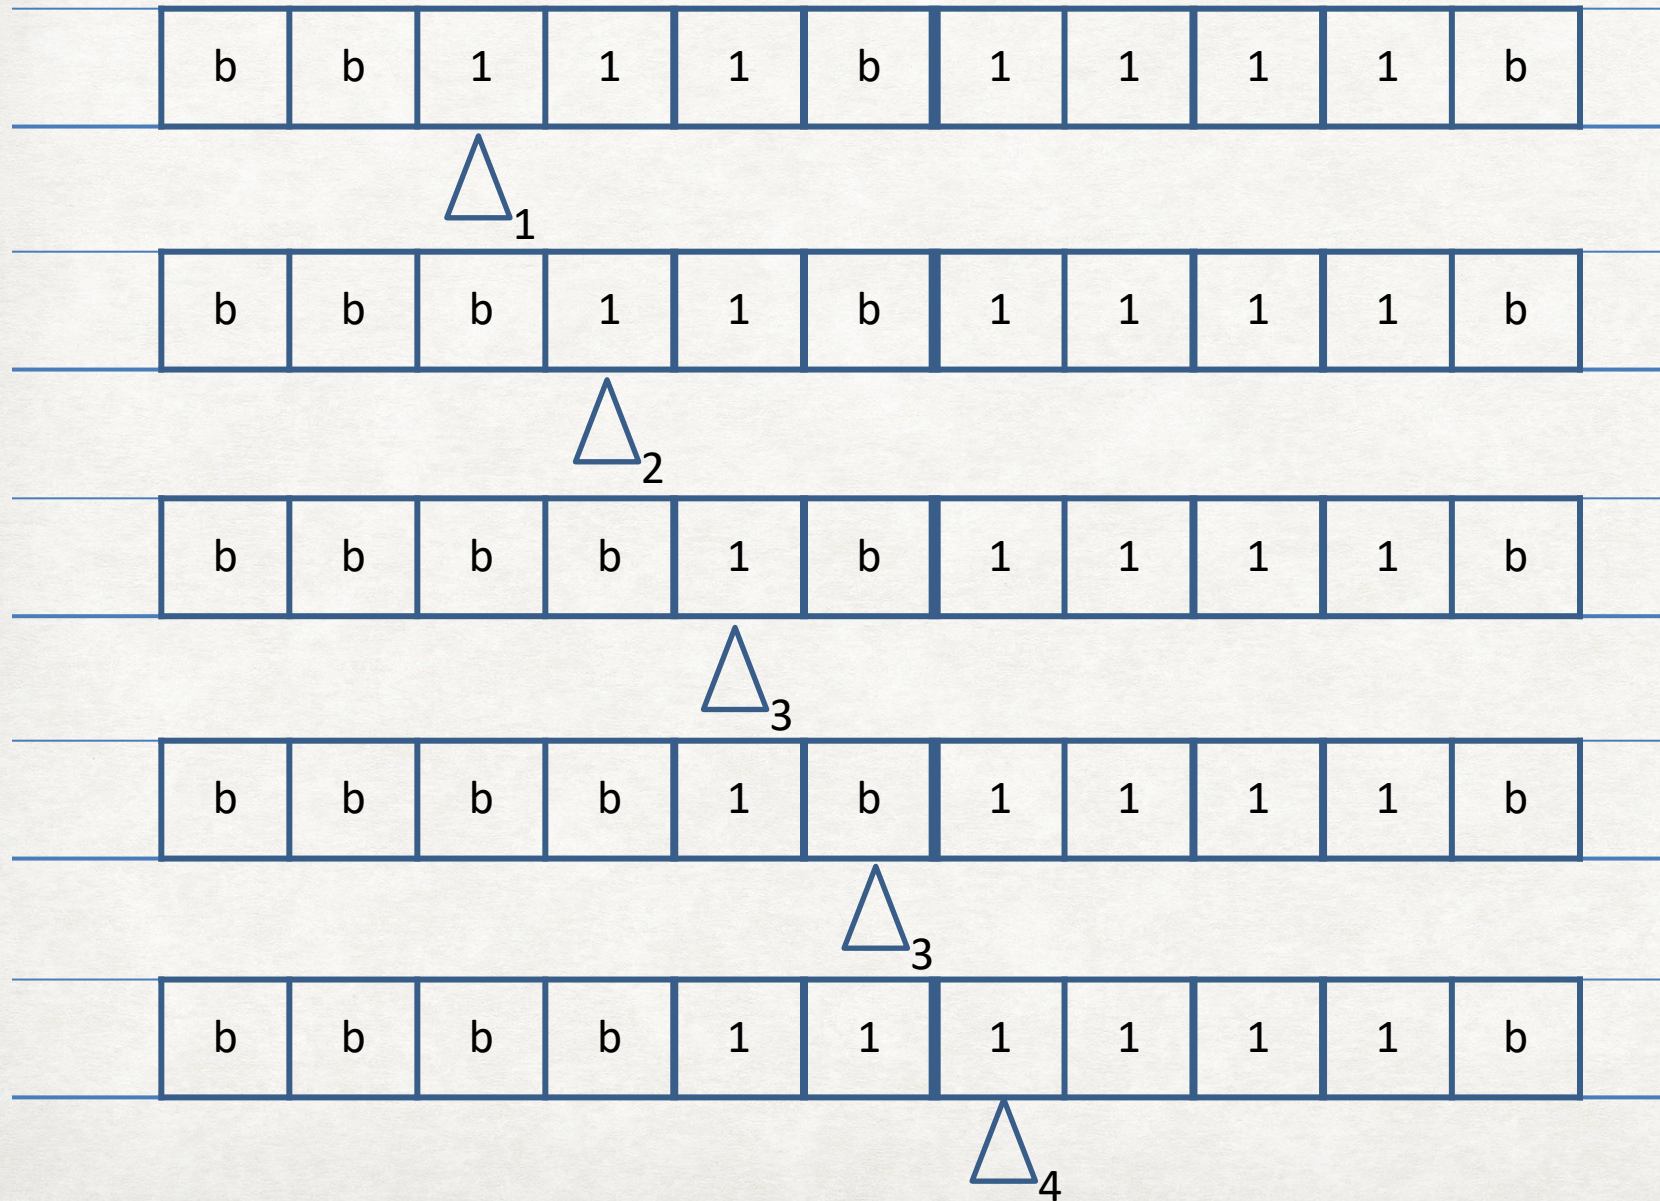 b b 1 1 1 b 1 1 1 1 b
1
b b b 1 1 b 1 1 1 1 b
2
b b b b 1 b 1 1 1 1 b
3
b b b b 1 b 1 1 1 1 b
3
b b b b 1 1 1 1 1 1 b
4